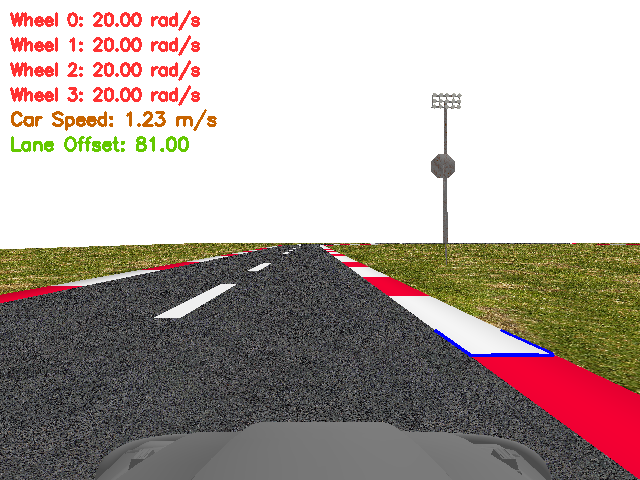 Wheel 0: 20.00 rad/s
Wheel 1: 20.00 rad/s
Wheel 2: 20.00 rad/s
Wheel 3: 20.00 rad/s
Car Speed: 1.23 m/s
Lane Offset: 81.00